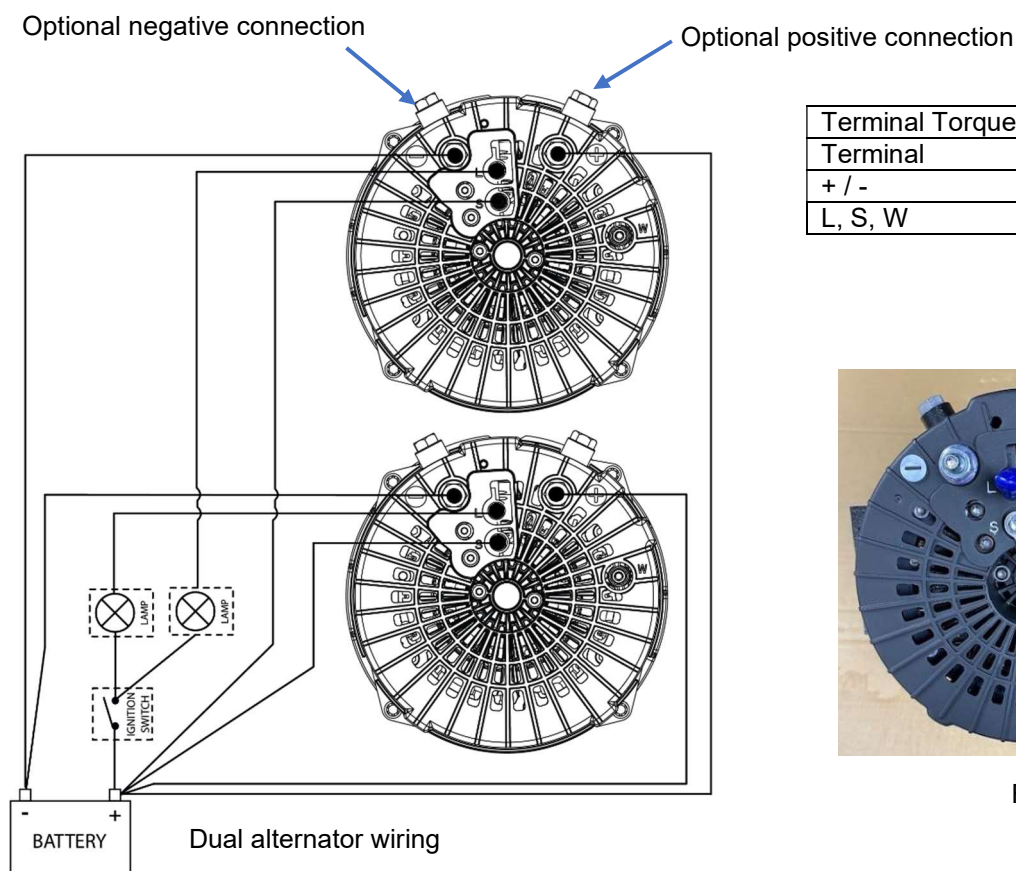 Optional negative connection
Optional positive connection
Terminal Torque
Terminal
+ / -
L, S, W
- L S + W
- L S + W
LAMP
LAMP
IGNITION
SWITCH
- +
BATTERY
Dual alternator wiring
- L
S